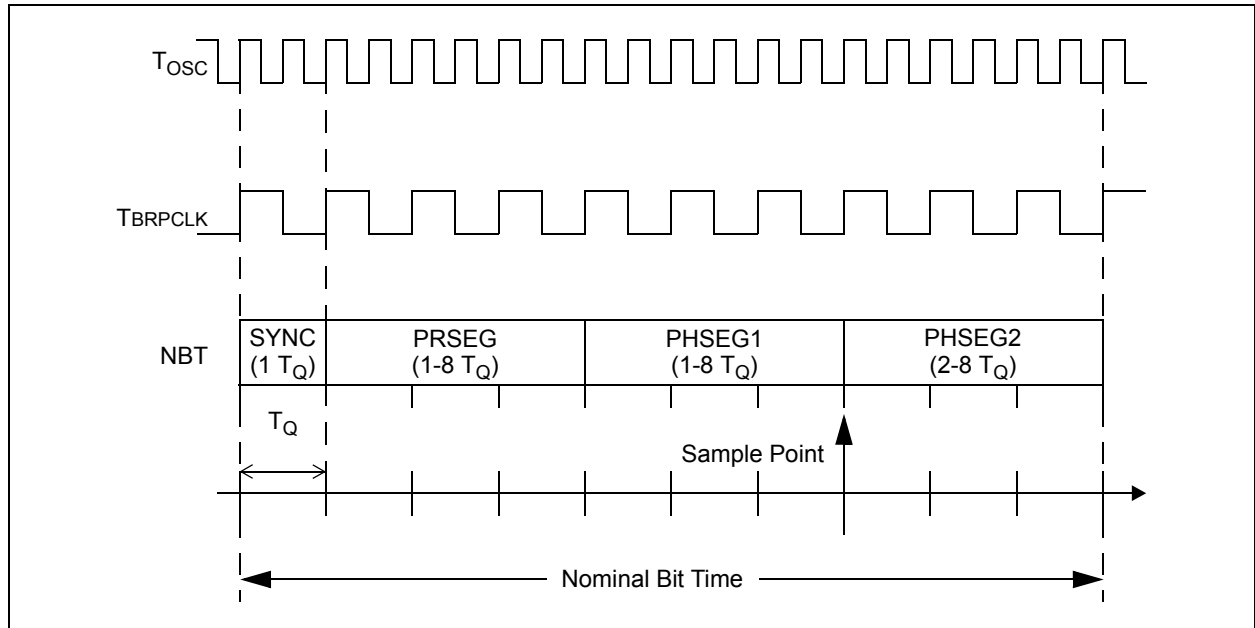 TOSC
TBRPCLK
NBT
SYNC
(1 TQ)
PRSEG
(1-8 TQ)
PHSEG1
(1-8 TQ)
PHSEG2
(2-8 TQ)
TQ
Sample Point
Nominal Bit Time